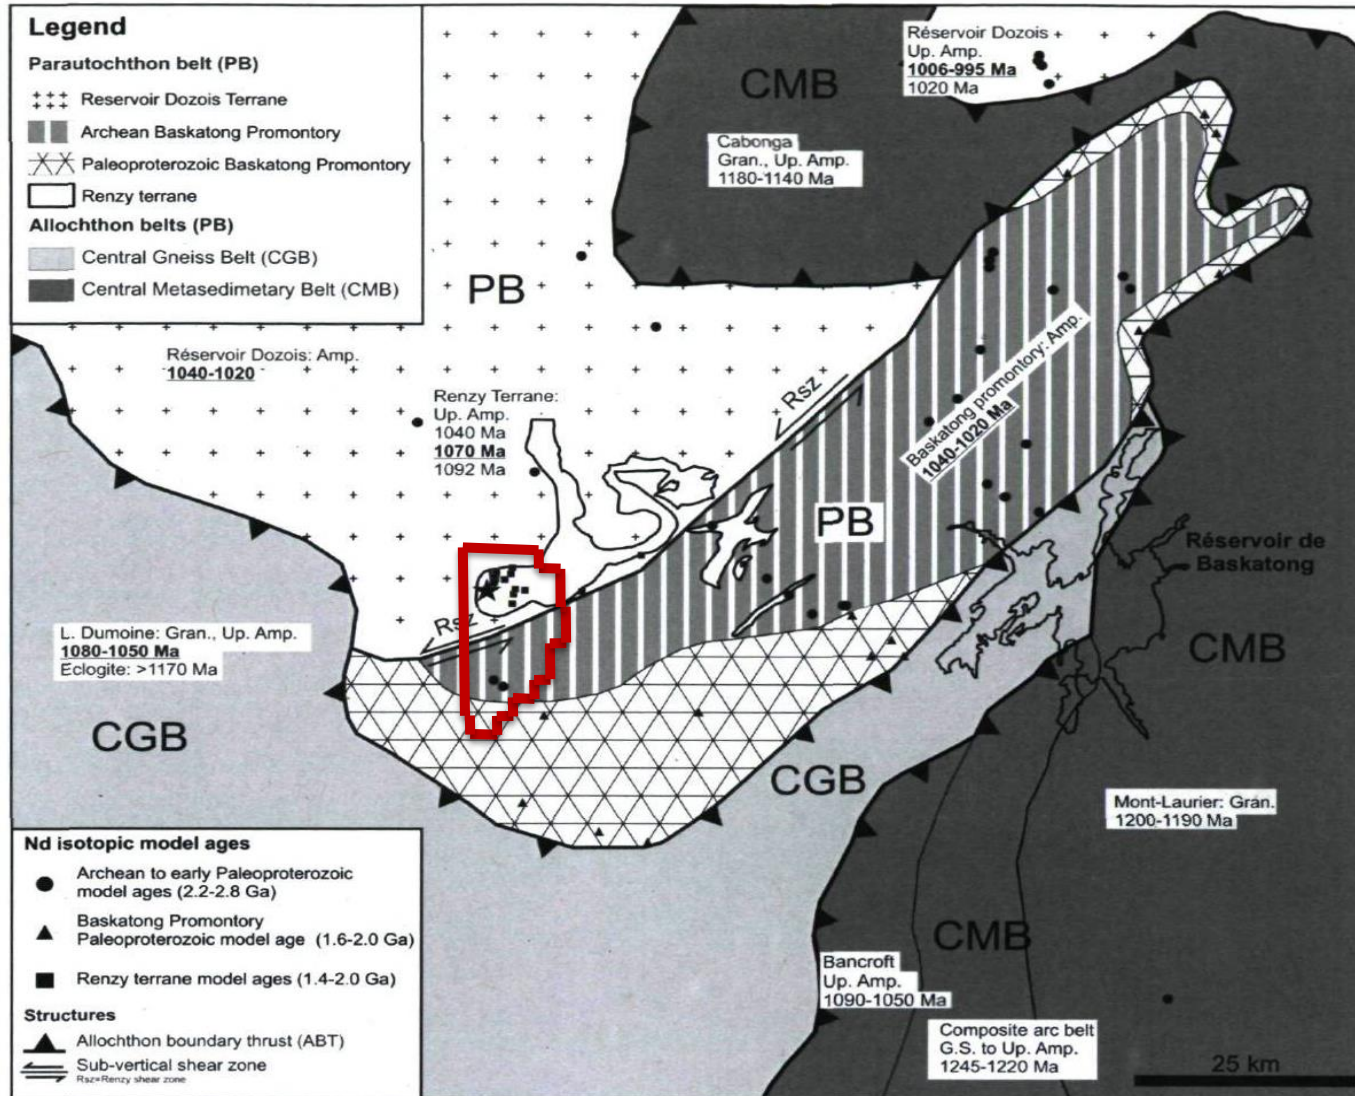 Legend
Parautochthon belt (PB)
Reservoir Dozois Terrane
Archean Baskatong Promontory
Paleoproterozoic Baskatong Promontory
Renzy terrane
Allochthon belts (PB)
Central Gneiss Belt (CGB)
Central Metasedimetary Belt (CMB)
CMB
Réservoir Dozois
Up. Amp.
1006-995 Ma
1020 Ma
Cabonga
Gran., Up. Amp.
1180-1140 Ma
PB
Réservoir Dozois: Amp.
1040-1020
Renzy Terrane:
Up. Amp.
1040 Ma
1070 Ma
1092 Ma
Rsz
Baskatong promontory: Amp.
1040-1020 Ma
PB
Réservoir de
Baskatong
Rsz
L. Dumoine: Gran., Up. Amp.
1080-1050 Ma
Eclogite: >1170 Ma
CGB
CMB
CGB
Mont-Laurier: Gran.
1200-1190 Ma
CMB
Bancroft
Up. Amp.
1090-1050 Ma
Composite arc belt
G.S. to Up. Amp.
1245-1220 Ma
25 km
Nd isotopic model ages
Archean to early Paleoproterozoic
model ages (2.2-2.8 Ga)
Baskatong Promontory
Paleoproterozoic model age (1.6-2.0 Ga)
Renzy terrane model ages (1.4-2.0 Ga)
Structures
Allochthon boundary thrust (ABT)
Sub-vertical shear zone
Rsz=Renzy shear zone